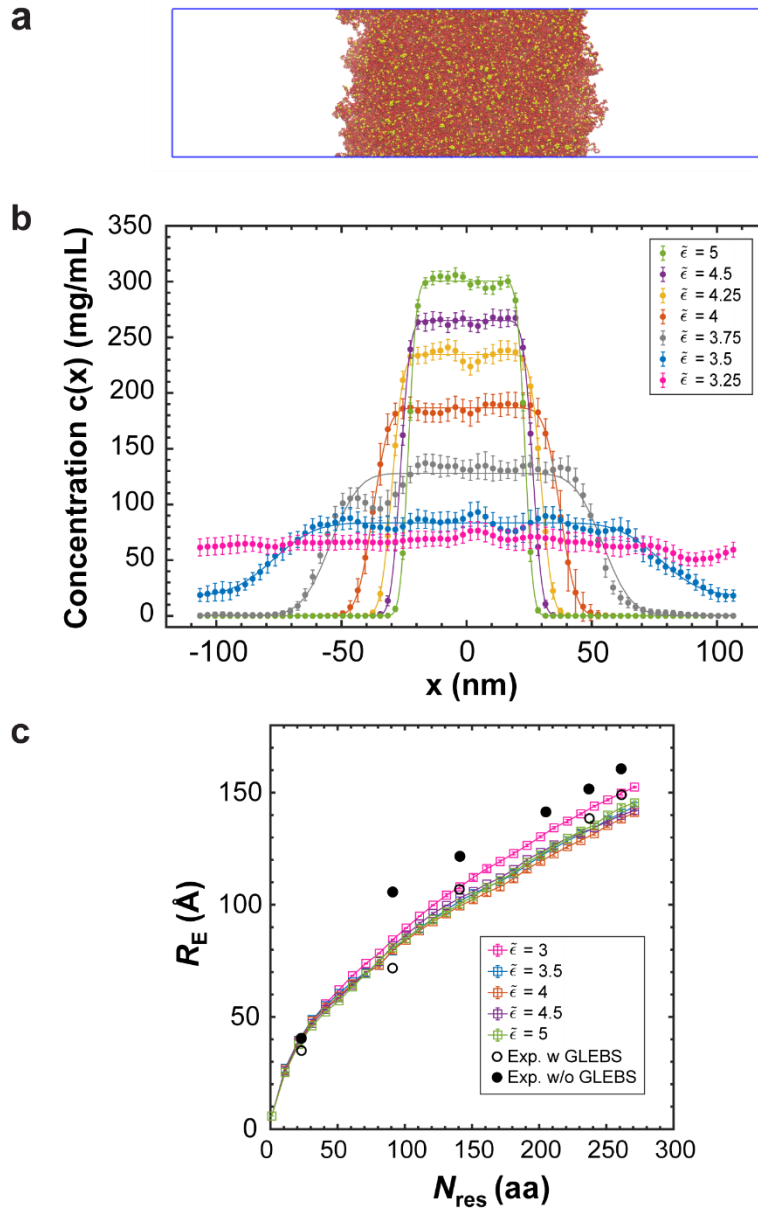 a
b
350
300
250
200
150
100
50
0
Concentration c(x) (mg/mL)
ε̃ = 5
ε̃ = 4.5
ε̃ = 4.25
ε̃ = 4
ε̃ = 3.75
ε̃ = 3.5
ε̃ = 3.25
-100 -50 0 50 100
x (nm)
c
150
100
50
0
R_E (Å)
ε̃ = 3
ε̃ = 3.5
ε̃ = 4
ε̃ = 4.5
ε̃ = 5
Exp. w GLEBS
Exp. w/o GLEBS
0 50 100 150 200 250 300
N_res (aa)